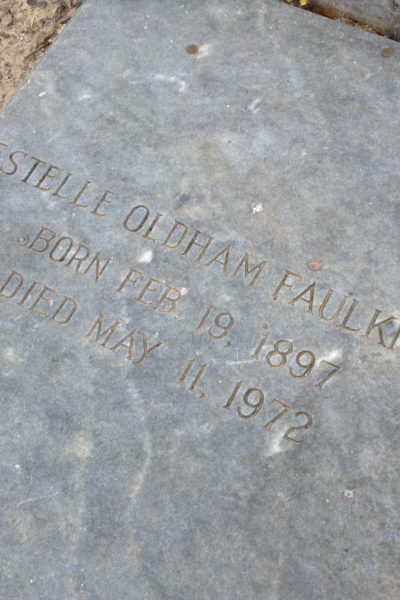 ESTELLE OLDHAM FAULK
BORN FEB. 19, 1897
DIED MAY 11, 1972